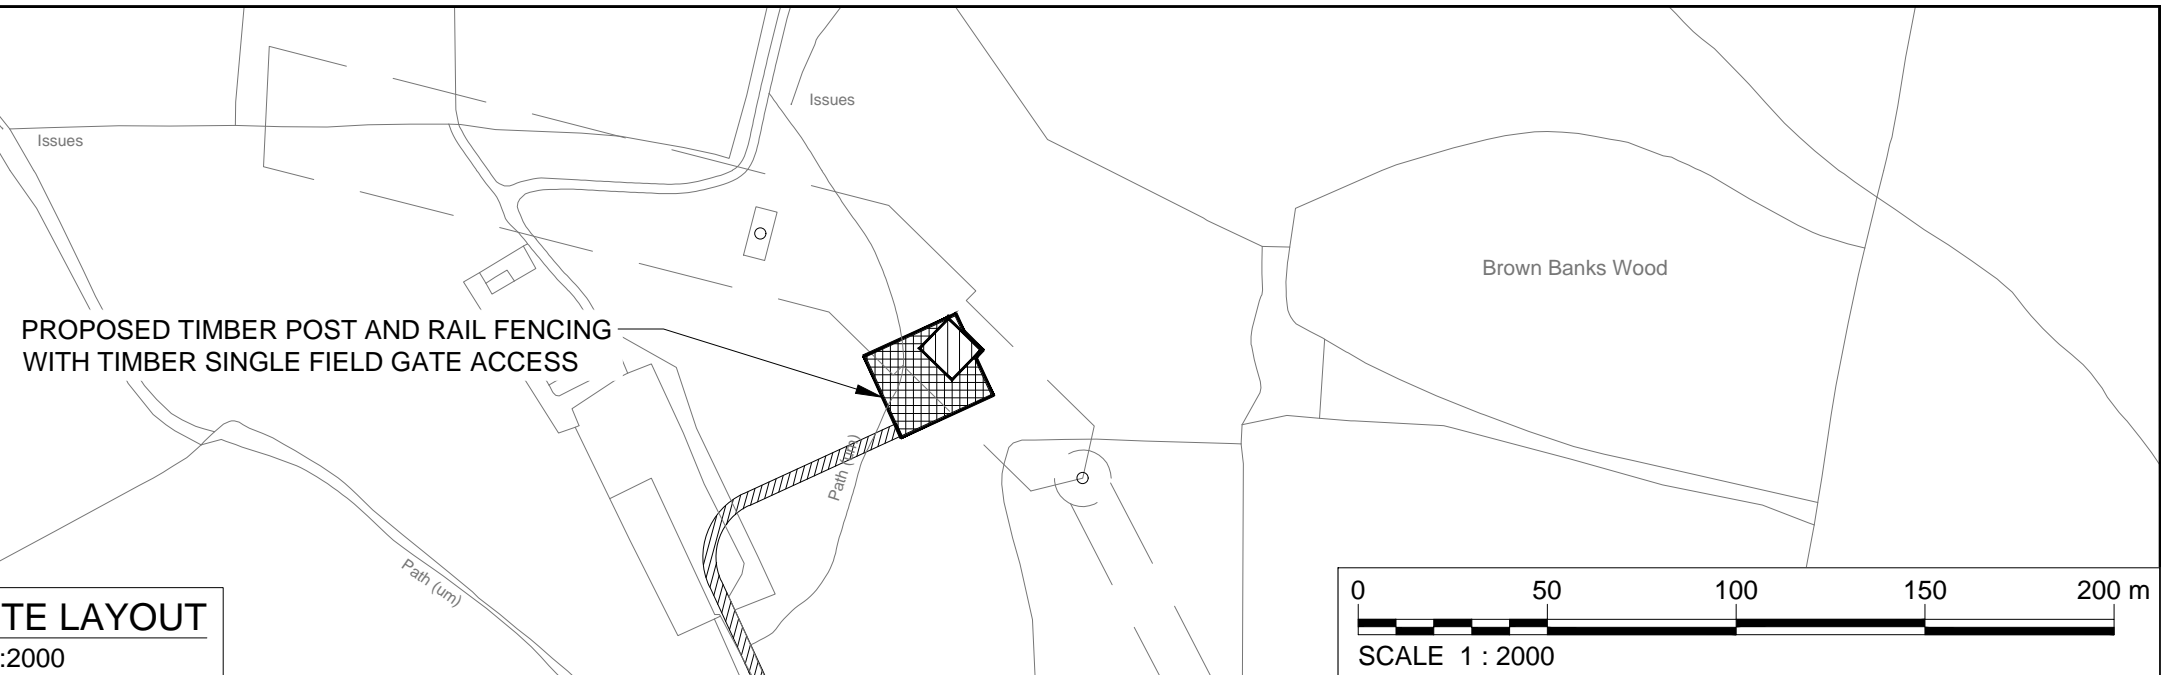 Issues
Issues
Brown Banks Wood
PROPOSED TIMBER POST AND RAIL FENCING
WITH TIMBER SINGLE FIELD GATE ACCESS
Path (um)
Path (um)
TE LAYOUT
:2000
0 50 100 150 200 m
SCALE 1 : 2000